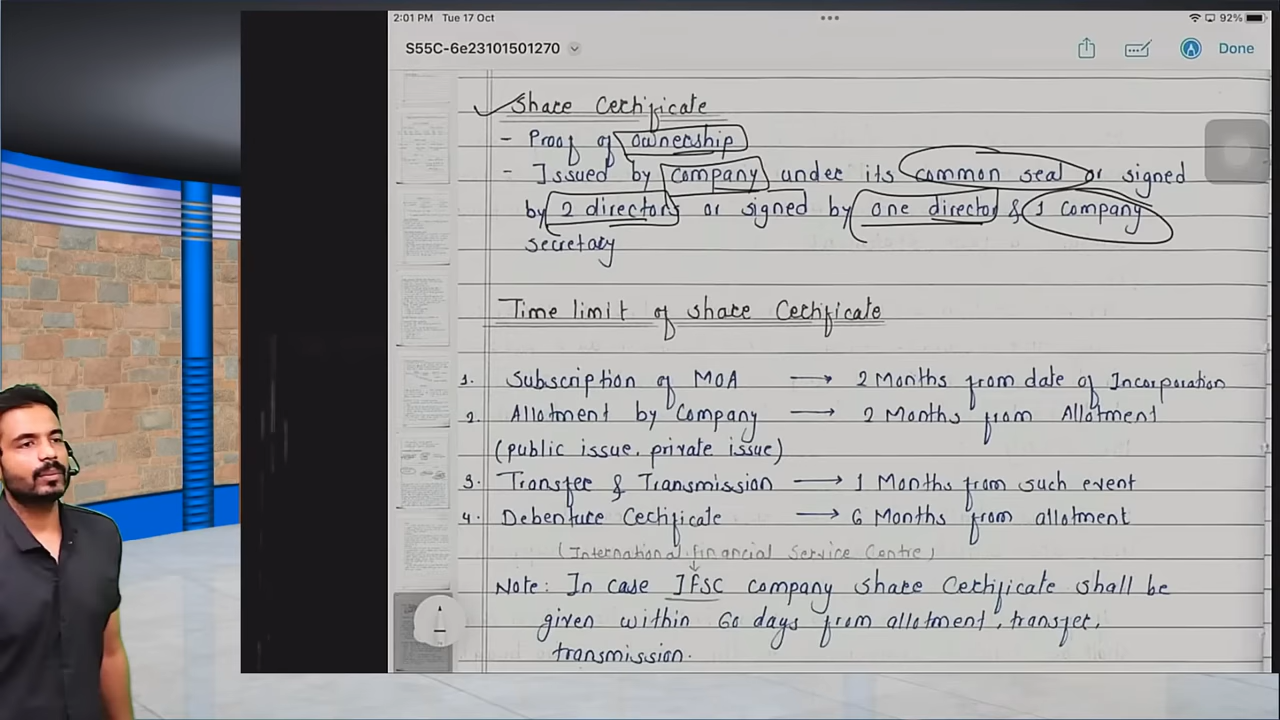 2:01 PM Tue 17 Oct
92%
S55C-6e23101501270
Done
Share Certificate
- Proof of ownership
- Issued by company under its common seal or signed
by 2 directors or signed by one director & 1 company
secretary
Time limit of share Certificate
1. Subscription of MOA → 2 Months from date of Incorporation
2. Allotment by Company → 2 Months from Allotment
(public issue, private issue)
3. Transfer & Transmission → 1 Months from such event
4. Debenture Certificate → 6 Months from allotment
(International financial Service Centre)
Note: In case IFSC company share Certificate shall be
given within 60 days from allotment, transfer,
transmission.